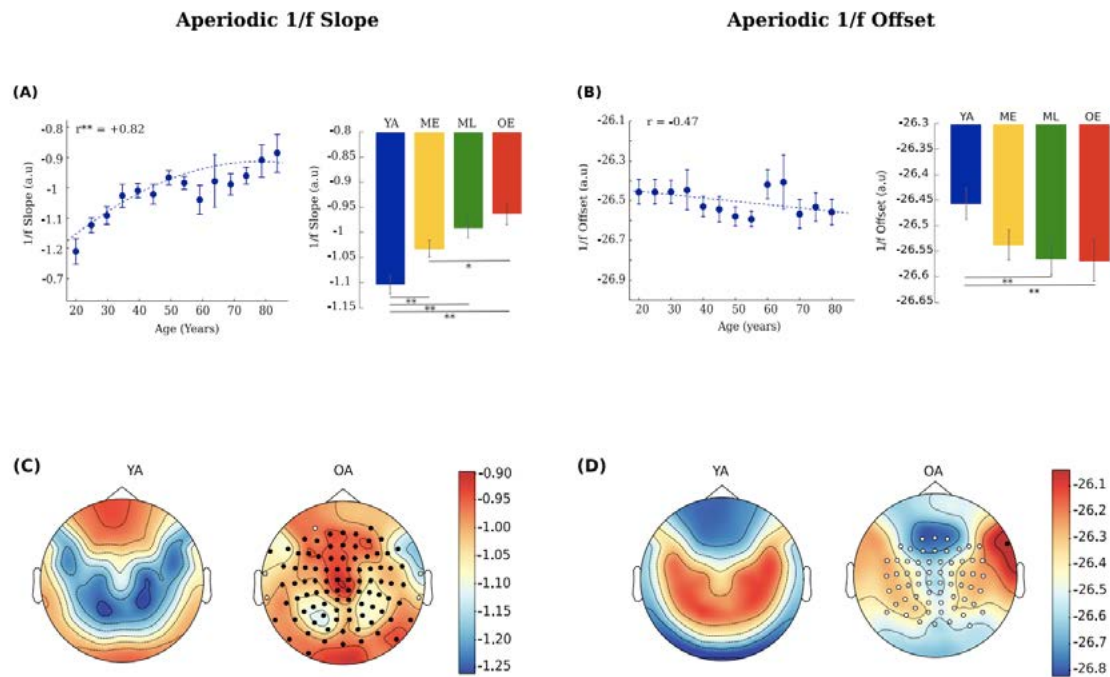 Aperiodic 1/f Slope
Aperiodic 1/f Offset
(A)
r** = +0.82
-0.8
-0.9
-1
-1.1
-1.2
-0.7
1/f Slope (a.u)
20 30 40 50 60 70 80
Age (Years)
YA ME ML OE
-0.8
-0.85
-0.9
-0.95
-1
-1.05
-1.1
-1.15
1/f Slope (a.u)
*
**
**
**
(B)
r = -0.47
-26.1
-26.3
-26.5
-26.7
-26.9
1/f Offset (a.u)
20 30 40 50 60 70 80
Age (years)
YA ME ML OE
-26.3
-26.4
-26.45
-26.5
-26.55
-26.6
-26.65
1/f Offset (a,u)
**
**
(C)
YA
OA
-0.90
-0.95
-1.00
-1.05
-1.10
-1.15
-1.20
-1.25
(D)
YA
OA
-26.1
-26.2
-26.3
-26.4
-26.5
-26.6
-26.7
-26.8